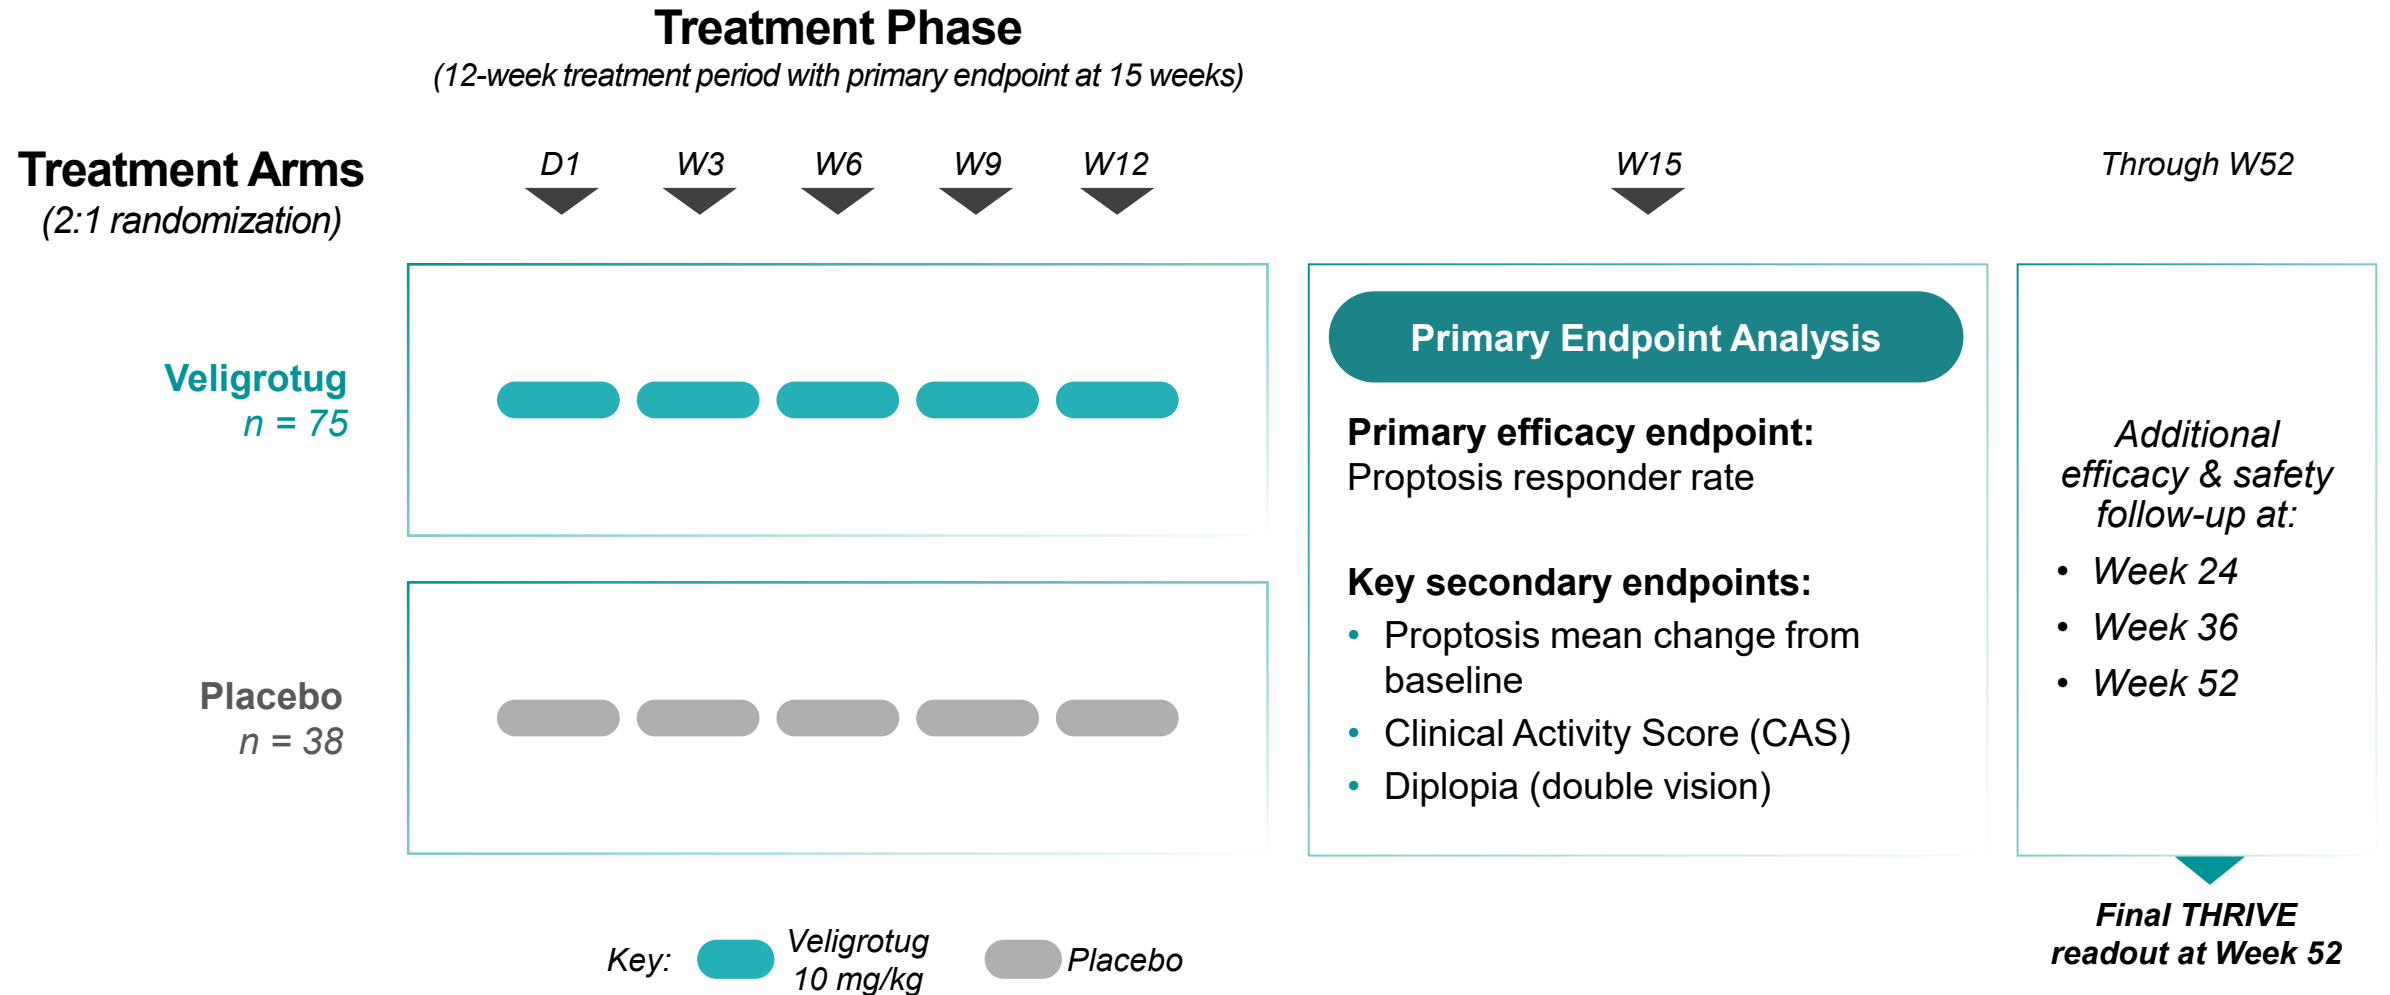 Treatment Phase
(12-week treatment period with primary endpoint at 15 weeks)
Treatment Arms
(2:1 randomization)
D1
W3
W6
W9
W12
W15
Through W52
Veligrotug
n = 75
Placebo
n = 38
Primary Endpoint Analysis
Primary efficacy endpoint:
Proptosis responder rate
Key secondary endpoints:
• Proptosis mean change from
baseline
• Clinical Activity Score (CAS)
• Diplopia (double vision)
Additional
efficacy & safety
follow-up at:
• Week 24
• Week 36
• Week 52
Final THRIVE
readout at Week 52
Key:
Veligrotug
10 mg/kg
Placebo